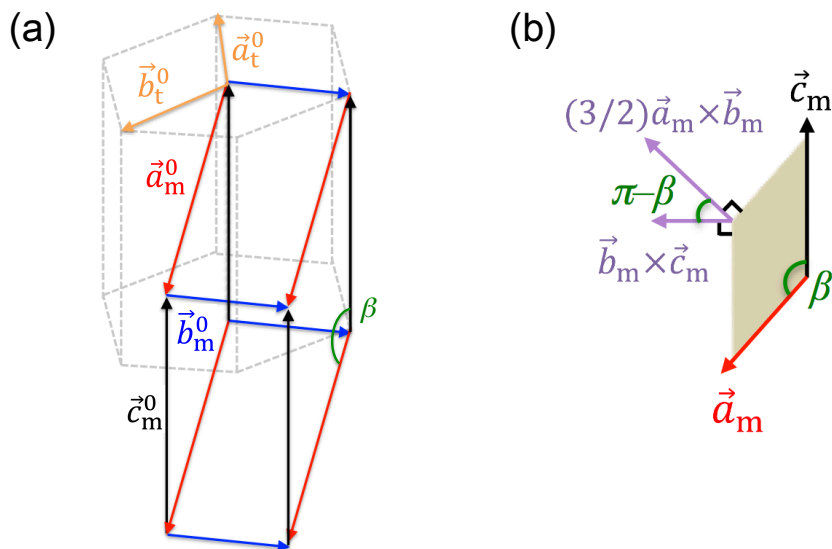 (a)
(b)
a⃗ₜ⁰
b⃗ₜ⁰
a⃗ₘ⁰
b⃗ₘ⁰
β
c⃗ₘ⁰
c⃗ₘ
(3/2)a⃗ₘ×b⃗ₘ
π–β
b⃗ₘ×c⃗ₘ
β
a⃗ₘ